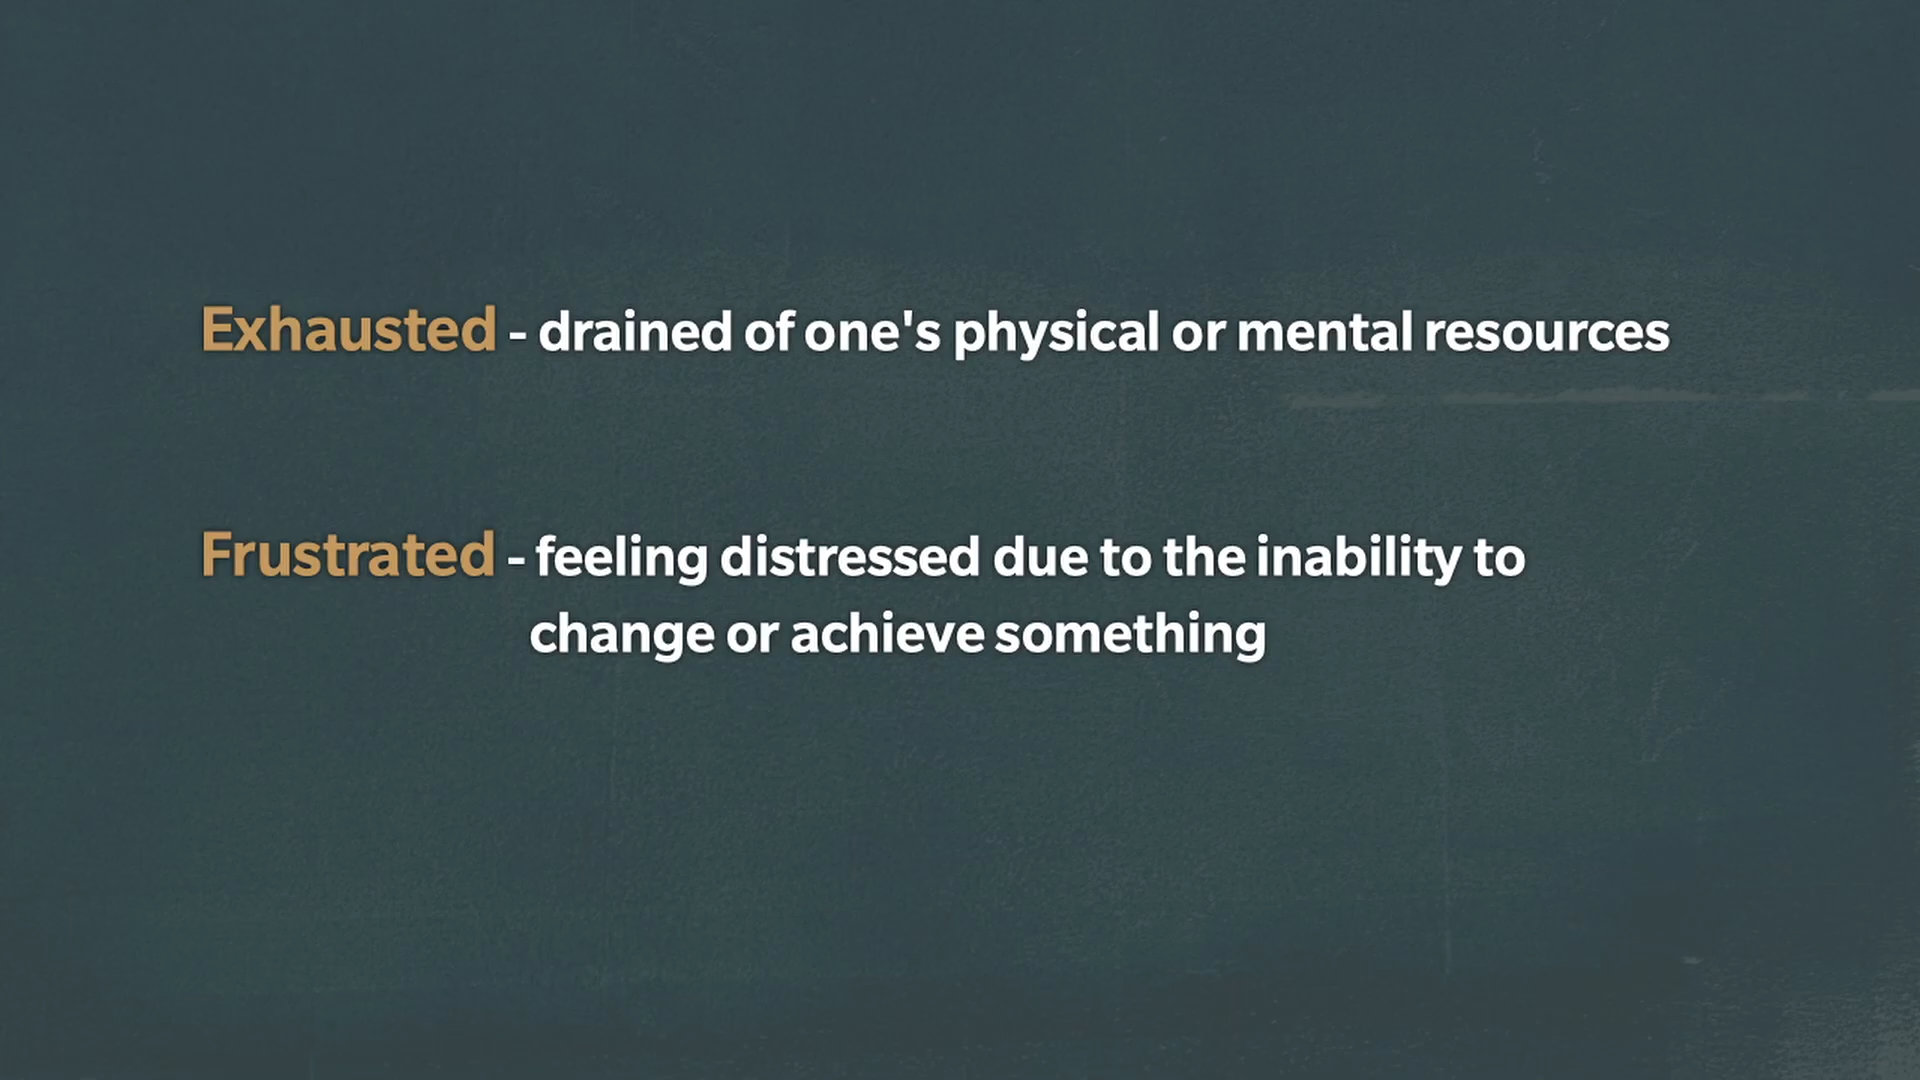 Exhausted - drained of one's physical or mental resources
Frustrated - feeling distressed due to the inability to
change or achieve something